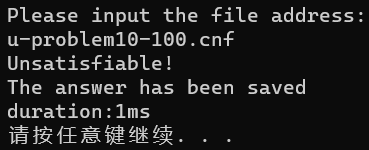 Please input the file address:
u-problem10-100.cnf
Unsatisfiable!
The answer has been saved
duration:1ms
请按任意键继续. . .